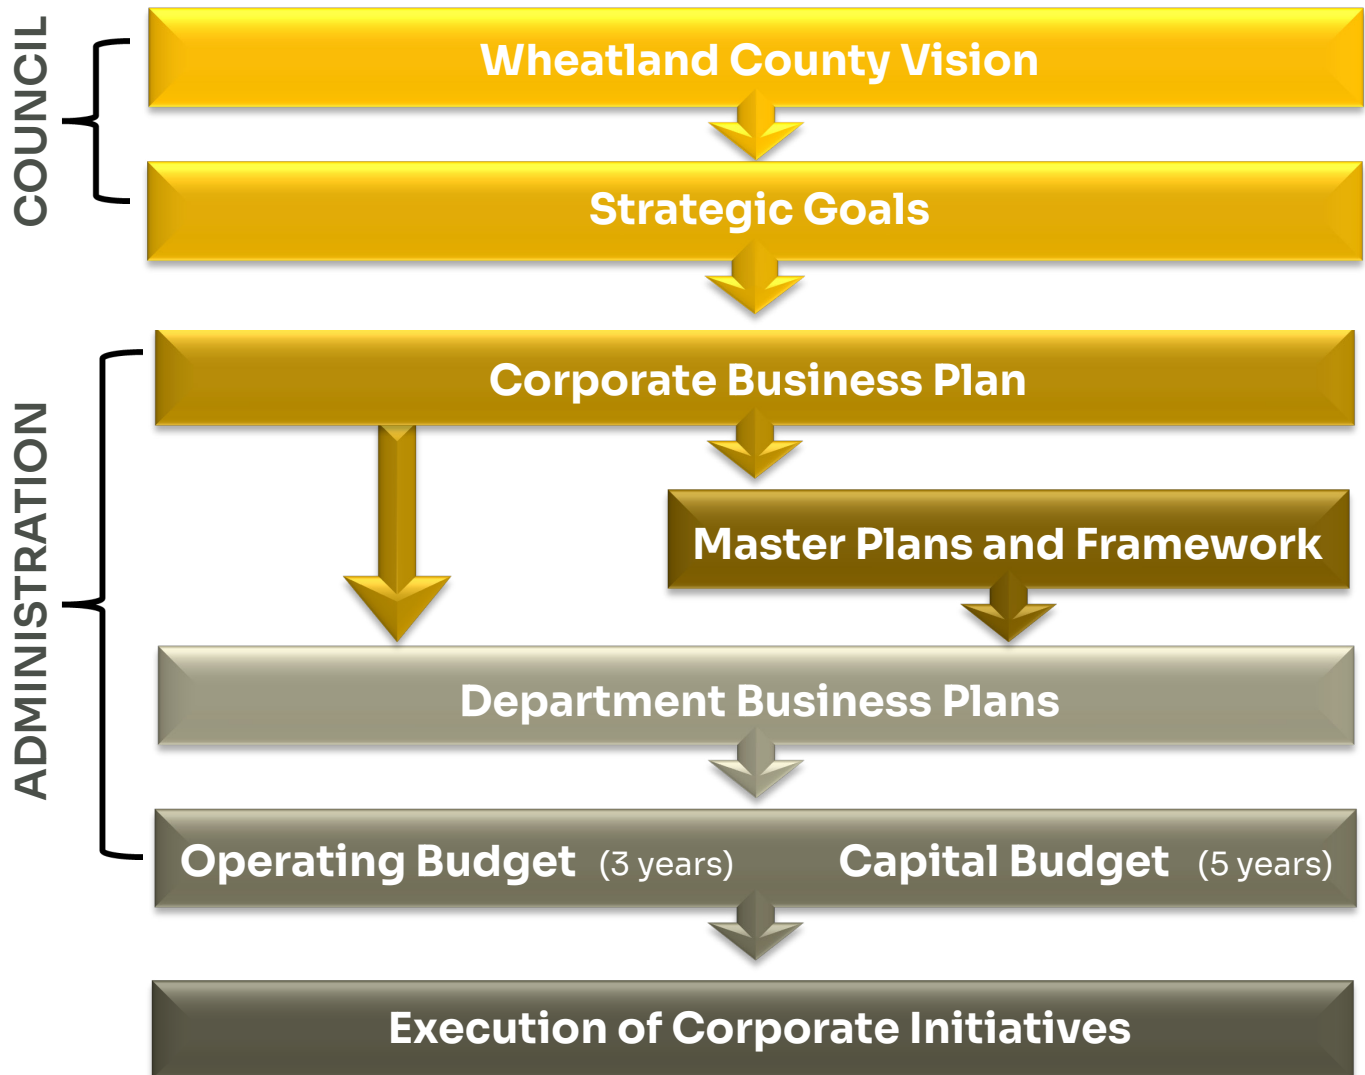 COUNCIL
Wheatland County Vision
Strategic Goals
ADMINISTRATION
Corporate Business Plan
Master Plans and Framework
Department Business Plans
Operating Budget (3 years) Capital Budget (5 years)
Execution of Corporate Initiatives